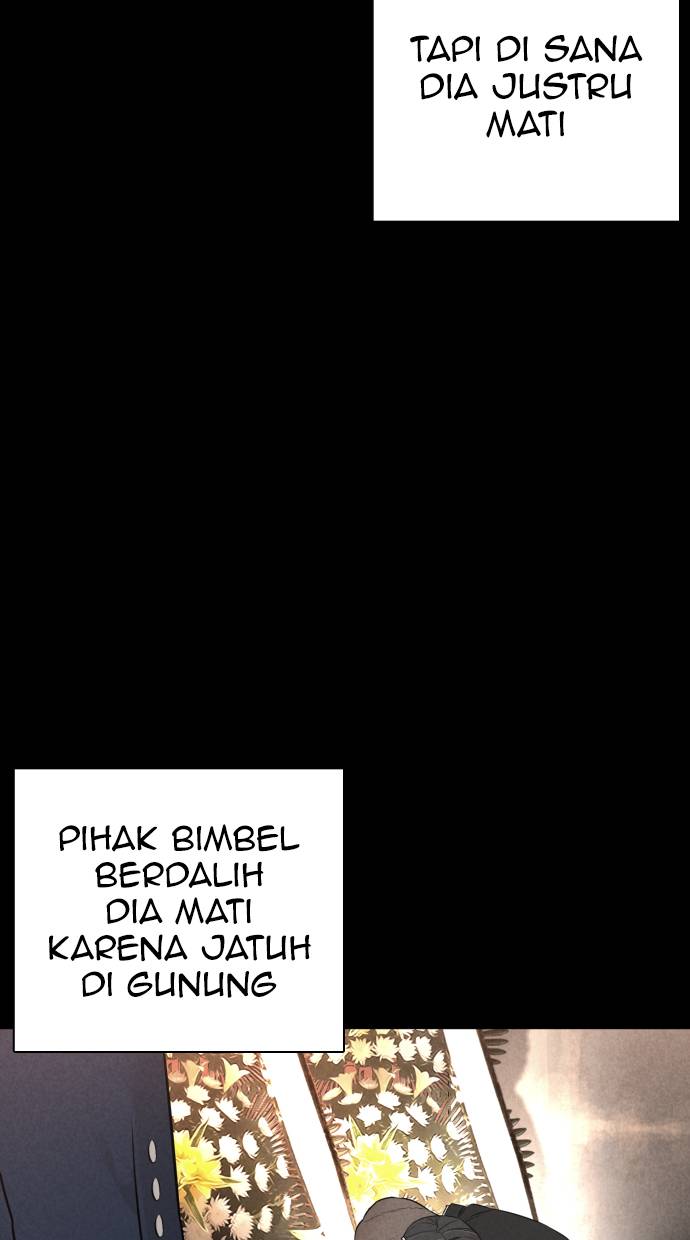 TAPI DI SANA
DIA JUSTRU
MATI
PIHAK BIMBEL
BERDALIH
DIA MATI
KARENA JATUH
DI GUNUNG